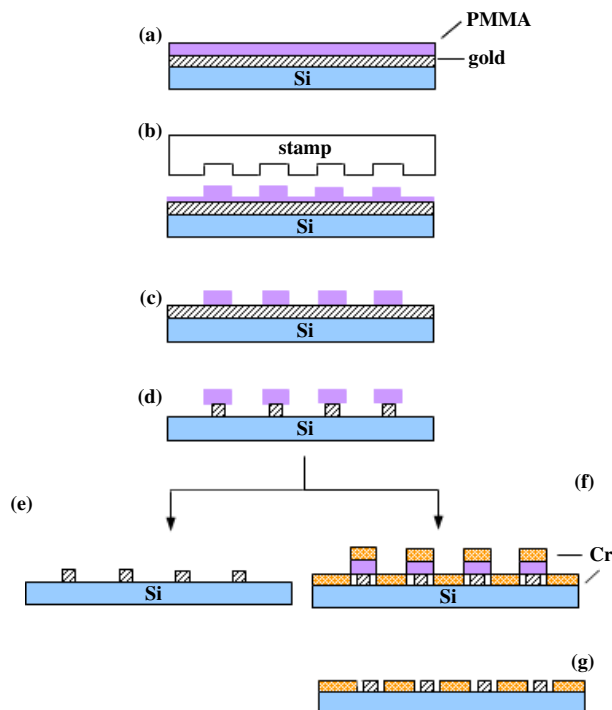 PMMA
(a)
gold
Si
(b)
stamp
Si
(c)
Si
(d)
Si
(e)
(f)
Cr
Si
Si
(g)